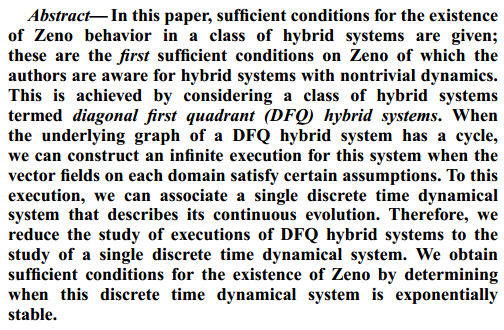 Abstract— In this paper, sufficient conditions for the existence
of Zeno behavior in a class of hybrid systems are given;
these are the first sufficient conditions on Zeno of which the
authors are aware for hybrid systems with nontrivial dynamics.
This is achieved by considering a class of hybrid systems
termed diagonal first quadrant (DFQ) hybrid systems. When
the underlying graph of a DFQ hybrid system has a cycle,
we can construct an infinite execution for this system when the
vector fields on each domain satisfy certain assumptions. To this
execution, we can associate a single discrete time dynamical
system that describes its continuous evolution. Therefore, we
reduce the study of executions of DFQ hybrid systems to the
study of a single discrete time dynamical system. We obtain
sufficient conditions for the existence of Zeno by determining
when this discrete time dynamical system is exponentially
stable.